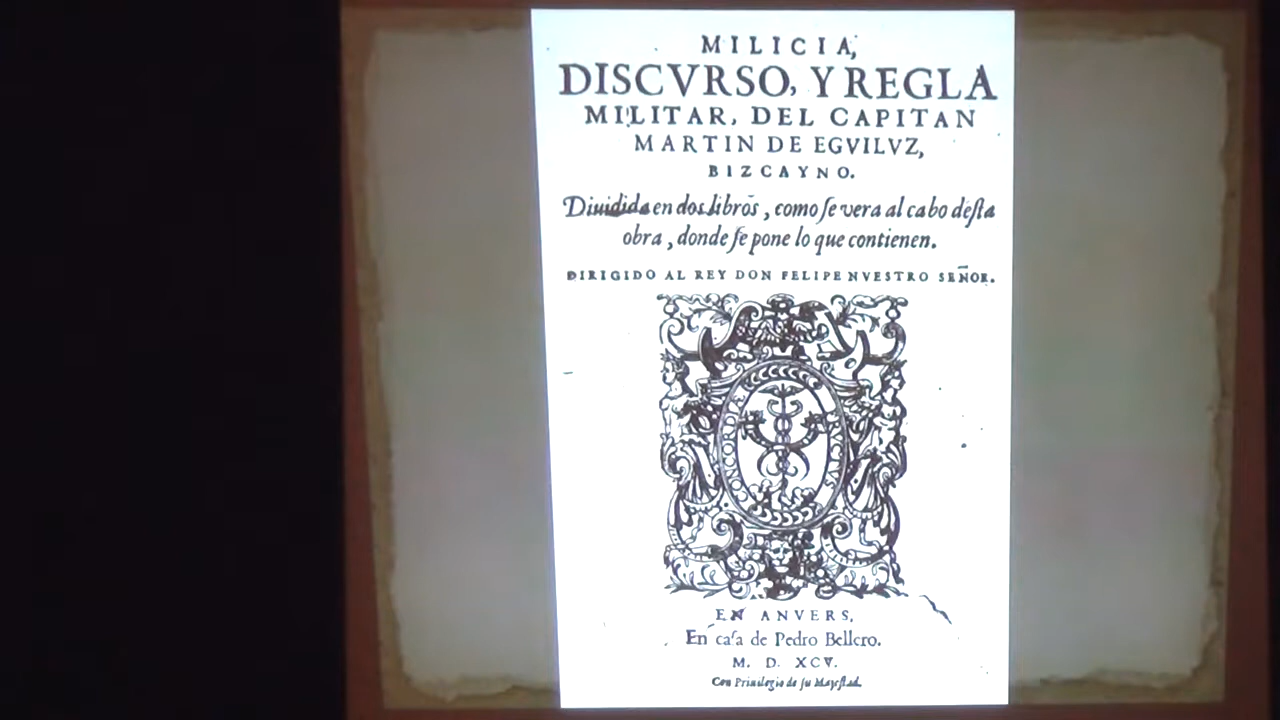 MILICIA,
DISCVRSO, Y REGLA
MILITAR, DEL CAPITAN
MARTIN DE EGVILVZ,
BIZCAYNO.
Diuidida en dos libros, como ſe vera al cabo deſta
obra, donde ſe pone lo que contienen.
DIRIGIDO AL REY DON FELIPE NVESTRO SEÑOR.
CONCORDIA
EN ANVERS,
En caſa de Pedro Bellero.
M. D. XCV.
Con Priuilegio de ſu Mageſtad.